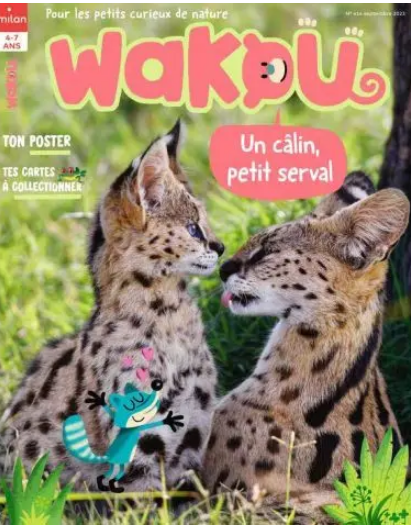 milan
Pour les petits curieux de nature
4-7
ANS
WAKOU
WAKOU
TON POSTER
TES CARTES
À COLLECTIONNER
Un câlin,
petit serval